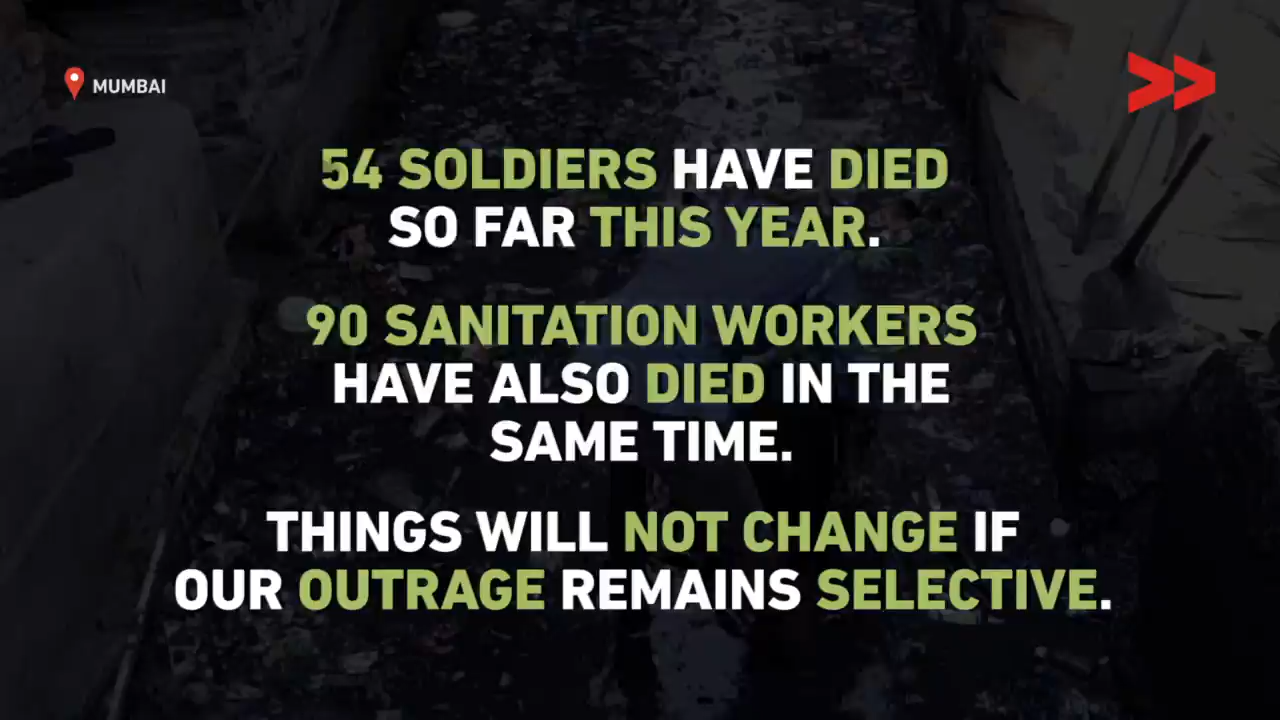 MUMBAI
54 SOLDIERS HAVE DIED
SO FAR THIS YEAR.
90 SANITATION WORKERS
HAVE ALSO DIED IN THE
SAME TIME.
THINGS WILL NOT CHANGE IF
OUR OUTRAGE REMAINS SELECTIVE.